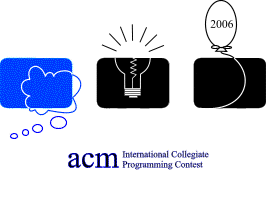 2006
acm International Collegiate
Programming Contest